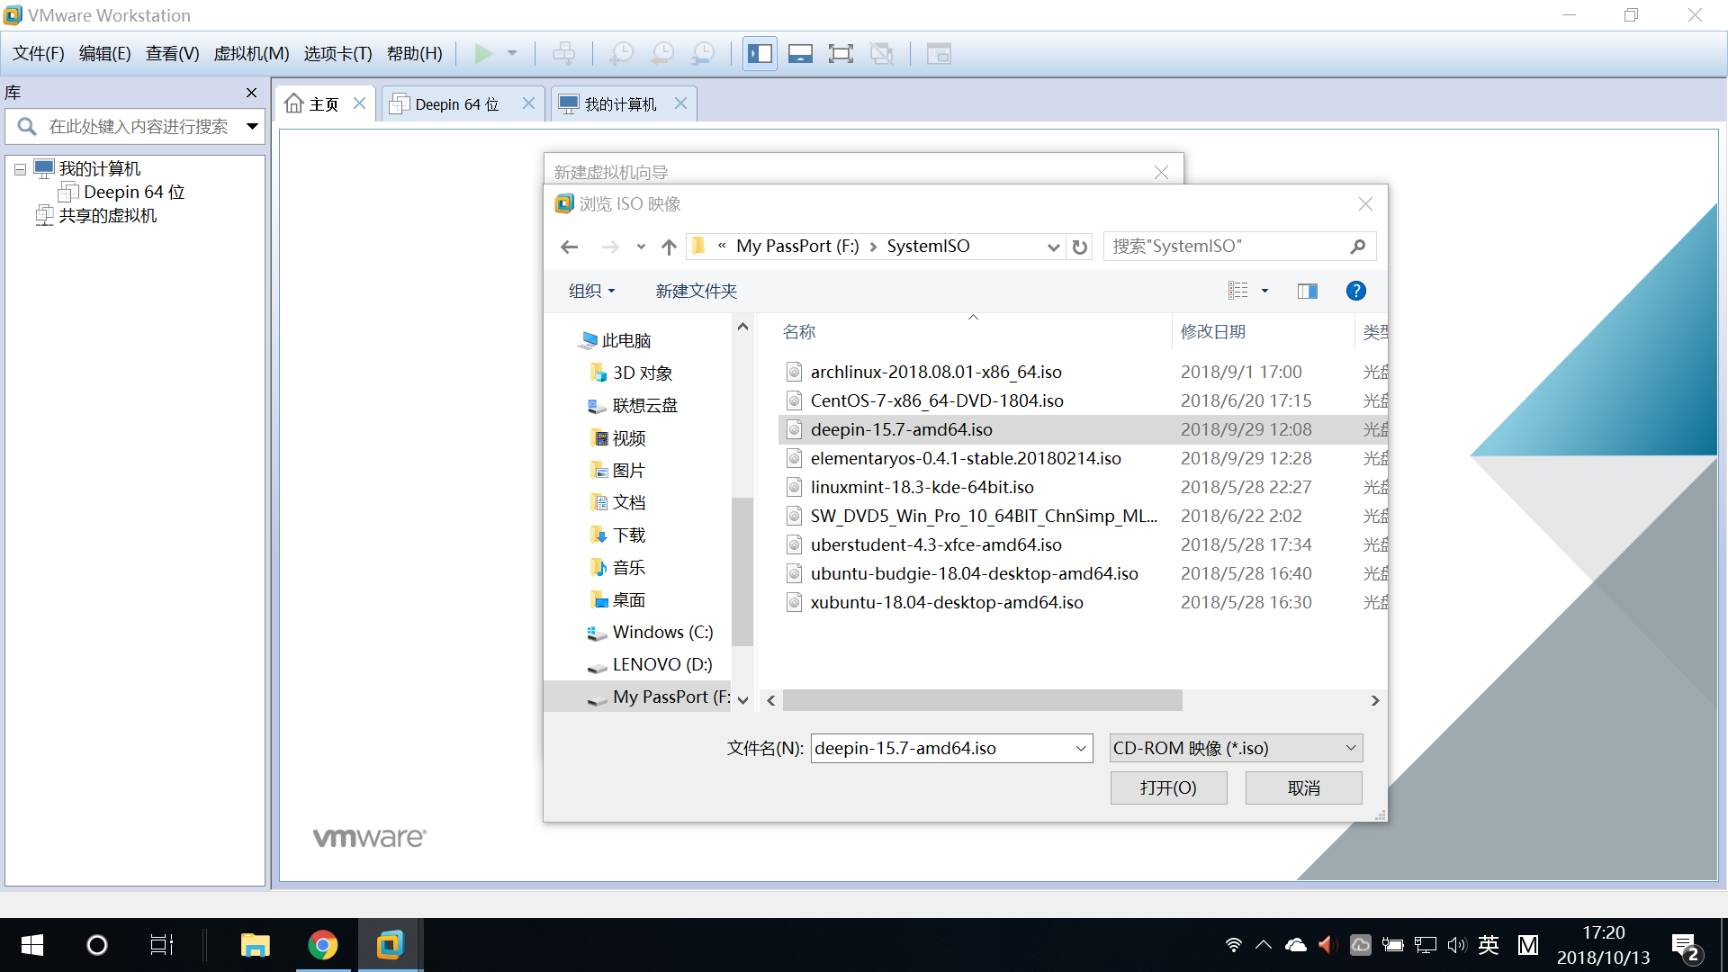 VMware Workstation
文件(F) 编辑(E) 查看(V) 虚拟机(M) 选项卡(T) 帮助(H)
库
在此处键入内容进行搜索
我的计算机
Deepin 64 位
共享的虚拟机
主页
Deepin 64 位
我的计算机
新建虚拟机向导
浏览 ISO 映像
« My PassPort (F:) › SystemISO
搜索"SystemISO"
组织
新建文件夹
此电脑
3D 对象
联想云盘
视频
图片
文档
下载
音乐
桌面
Windows (C:)
LENOVO (D:)
My PassPort (F:
名称 修改日期 类型
archlinux-2018.08.01-x86_64.iso 2018/9/1 17:00 光盘
CentOS-7-x86_64-DVD-1804.iso 2018/6/20 17:15 光盘
deepin-15.7-amd64.iso 2018/9/29 12:08 光盘
elementaryos-0.4.1-stable.20180214.iso 2018/9/29 12:28 光盘
linuxmint-18.3-kde-64bit.iso 2018/5/28 22:27 光盘
SW_DVD5_Win_Pro_10_64BIT_ChnSimp_ML... 2018/6/22 2:02 光盘
uberstudent-4.3-xfce-amd64.iso 2018/5/28 17:34 光盘
ubuntu-budgie-18.04-desktop-amd64.iso 2018/5/28 16:40 光盘
xubuntu-18.04-desktop-amd64.iso 2018/5/28 16:30 光盘
文件名(N): deepin-15.7-amd64.iso
CD-ROM 映像 (*.iso)
打开(O)
取消
vmware
英
M
17:20
2018/10/13
2